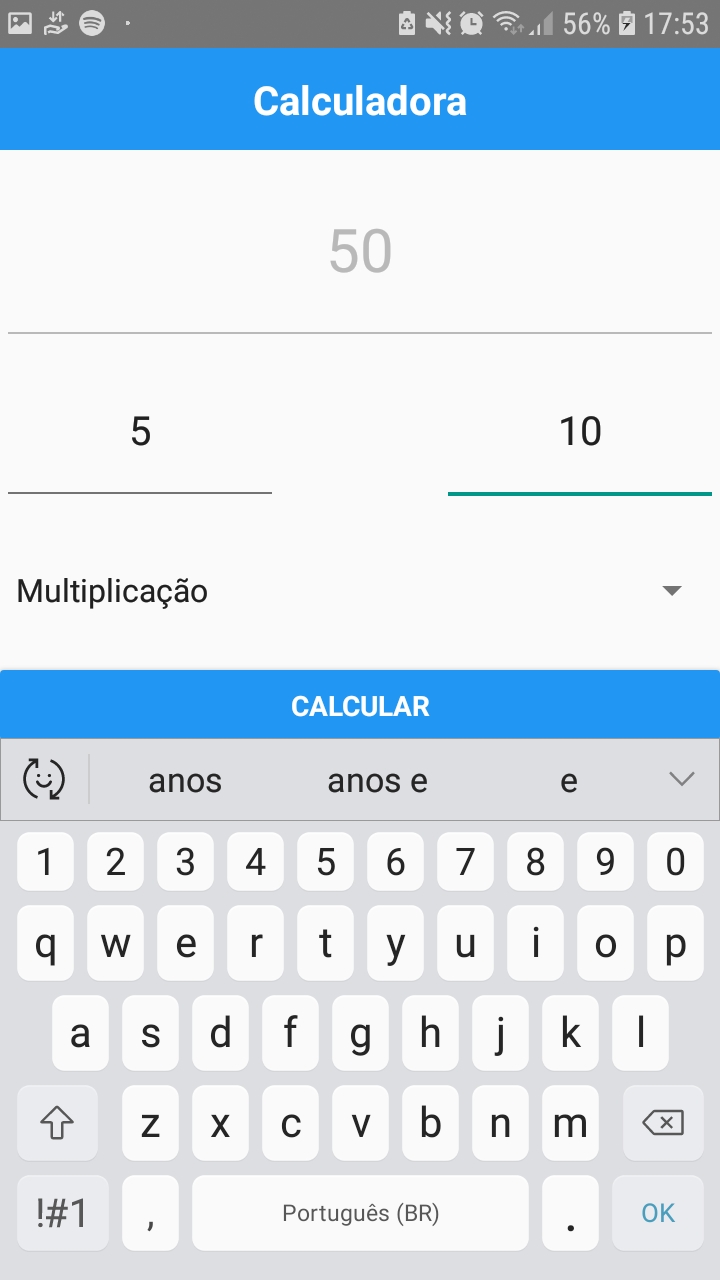 56% 17:53
Calculadora
50
5 10
Multiplicação
CALCULAR
anos anos e e
1 2 3 4 5 6 7 8 9 0
q w e r t y u i o p
a s d f g h j k l
z x c v b n m
!#1 , Português (BR) . OK